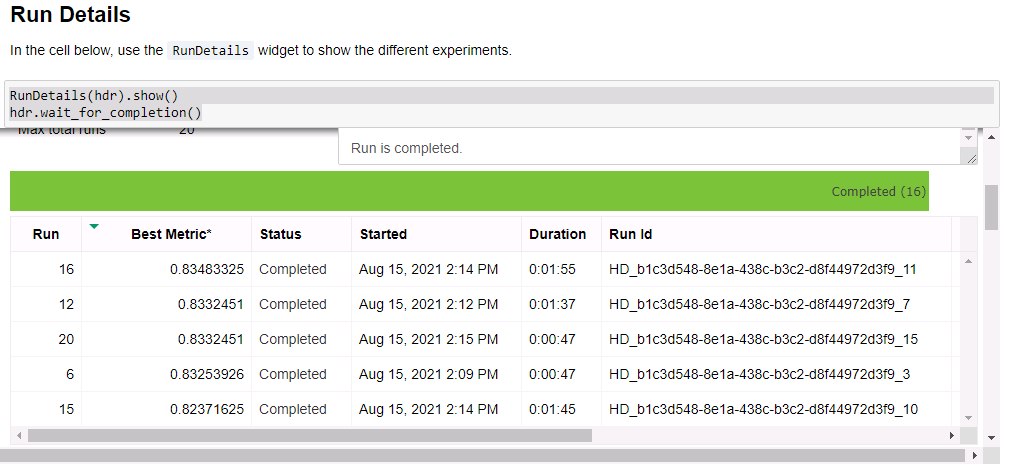 Run Details
In the cell below, use the RunDetails widget to show the different experiments.
RunDetails(hdr).show()
hdr.wait_for_completion()
Max total runs 20
Run is completed.
Completed (16)
Run Best Metric* Status Started Duration Run Id
16 0.83483325 Completed Aug 15, 2021 2:14 PM 0:01:55 HD_b1c3d548-8e1a-438c-b3c2-d8f44972d3f9_11
12 0.8332451 Completed Aug 15, 2021 2:12 PM 0:01:37 HD_b1c3d548-8e1a-438c-b3c2-d8f44972d3f9_7
20 0.8332451 Completed Aug 15, 2021 2:15 PM 0:00:47 HD_b1c3d548-8e1a-438c-b3c2-d8f44972d3f9_15
6 0.83253926 Completed Aug 15, 2021 2:09 PM 0:00:47 HD_b1c3d548-8e1a-438c-b3c2-d8f44972d3f9_3
15 0.82371625 Completed Aug 15, 2021 2:14 PM 0:01:45 HD_b1c3d548-8e1a-438c-b3c2-d8f44972d3f9_10